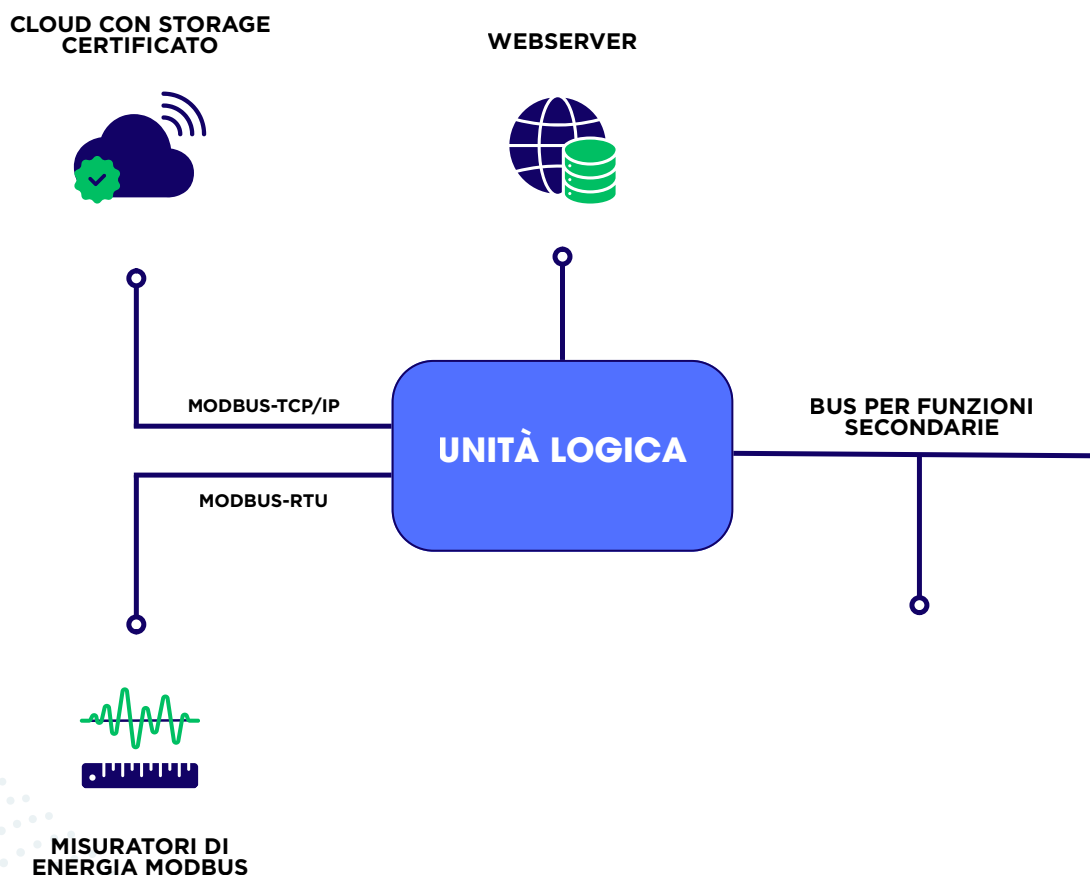 CLOUD CON STORAGE
CERTIFICATO
WEBSERVER
MODBUS-TCP/IP
UNITÀ LOGICA
BUS PER FUNZIONI
SECONDARIE
MODBUS-RTU
MISURATORI DI
ENERGIA MODBUS